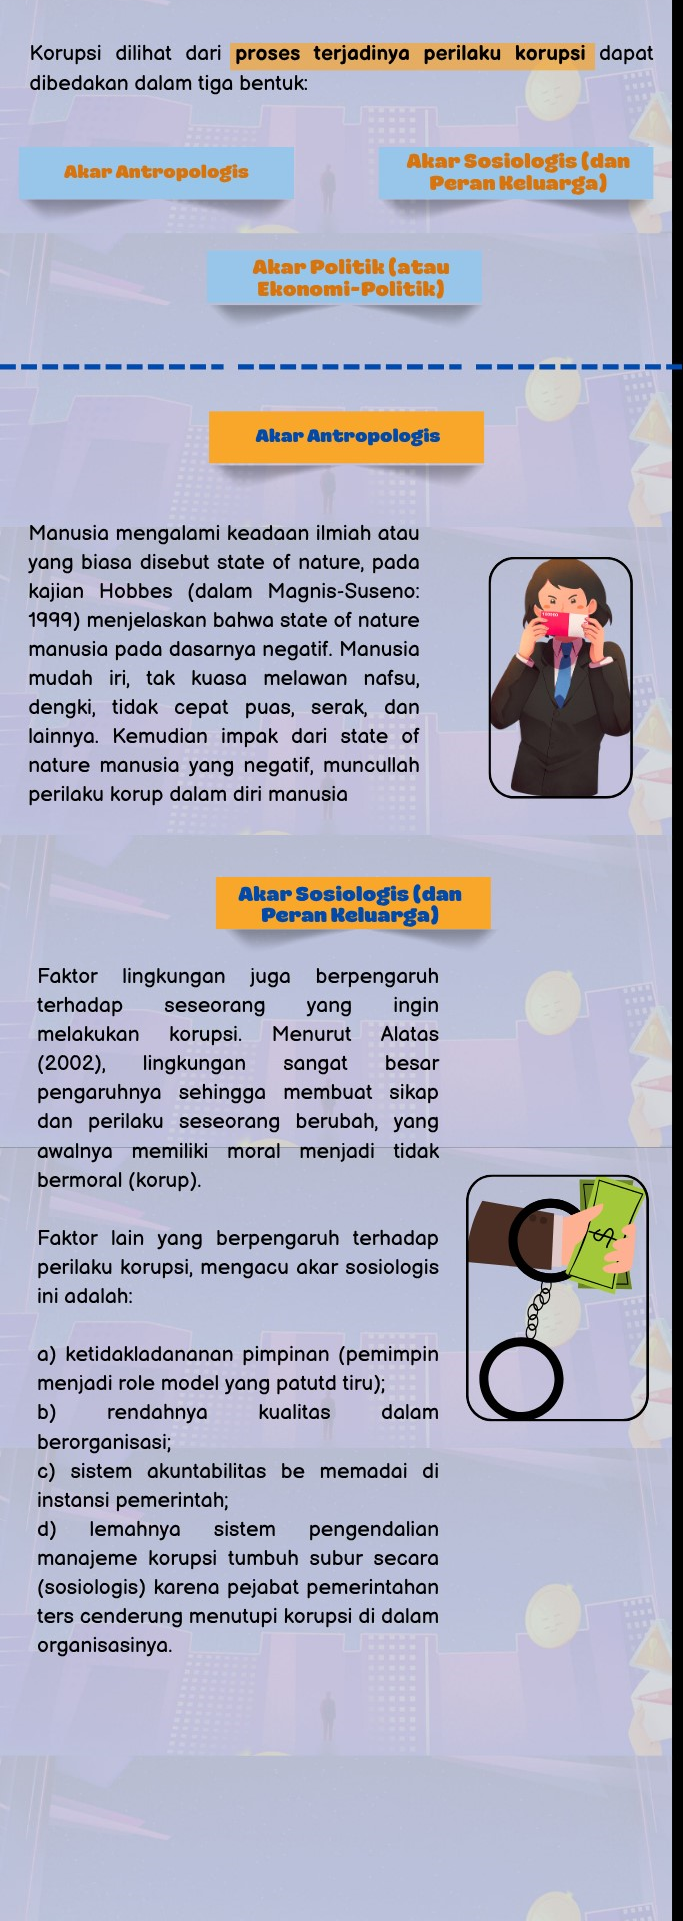 Korupsi dilihat dari proses terjadinya perilaku korupsi dapat
dibedakan dalam tiga bentuk:
Akar Antropologis
Akar Sosiologis (dan
Peran Keluarga)
Akar Politik (atau
Ekonomi-Politik)
Akar Antropologis
Manusia mengalami keadaan ilmiah atau
yang biasa disebut state of nature, pada
kajian Hobbes (dalam Magnis-Suseno:
1999) menjelaskan bahwa state of nature
manusia pada dasarnya negatif. Manusia
mudah iri, tak kuasa melawan nafsu,
dengki, tidak cepat puas, serak, dan
lainnya. Kemudian impak dari state of
nature manusia yang negatif, muncullah
perilaku korup dalam diri manusia
Akar Sosiologis (dan
Peran Keluarga)
Faktor lingkungan juga berpengaruh
terhadap seseorang yang ingin
melakukan korupsi. Menurut Alatas
(2002), lingkungan sangat besar
pengaruhnya sehingga membuat sikap
dan perilaku seseorang berubah, yang
awalnya memiliki moral menjadi tidak
bermoral (korup).
Faktor lain yang berpengaruh terhadap
perilaku korupsi, mengacu akar sosiologis
ini adalah:
a) ketidakladananan pimpinan (pemimpin
menjadi role model yang patutd tiru);
b) rendahnya kualitas dalam
berorganisasi;
c) sistem akuntabilitas be memadai di
instansi pemerintah;
d) lemahnya sistem pengendalian
manajeme korupsi tumbuh subur secara
(sosiologis) karena pejabat pemerintahan
ters cenderung menutupi korupsi di dalam
organisasinya.